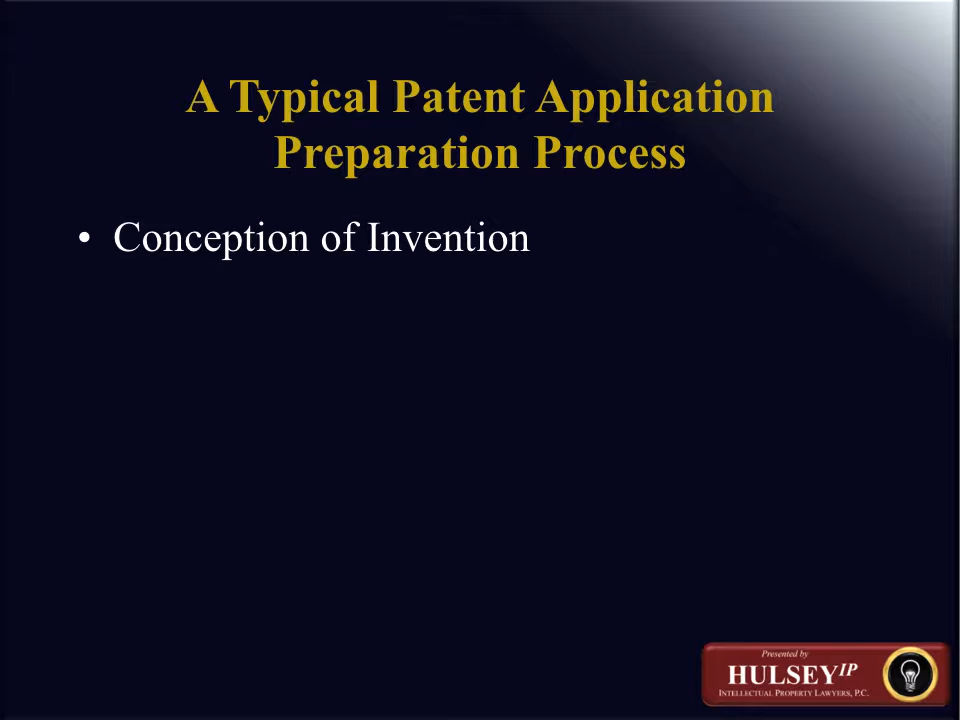 A Typical Patent Application
Preparation Process
• Conception of Invention
Presented by
HULSEYIP
INTELLECTUAL PROPERTY LAWYERS, P.C.